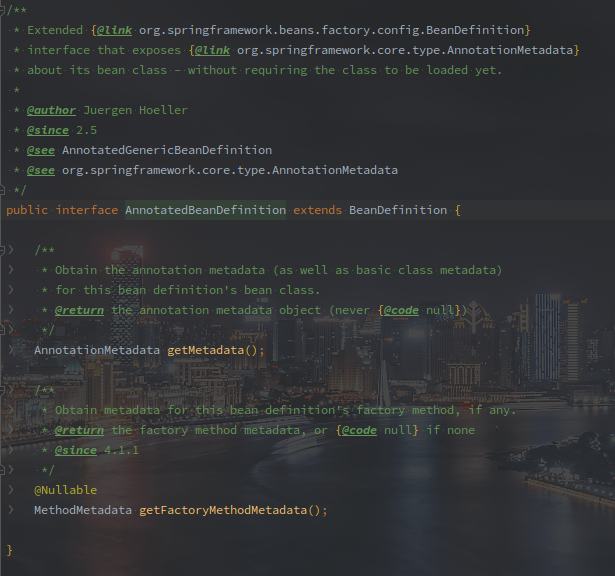 /**
 * Extended {@link org.springframework.beans.factory.config.BeanDefinition}
 * interface that exposes {@link org.springframework.core.type.AnnotationMetadata}
 * about its bean class - without requiring the class to be loaded yet.
 *
 * @author Juergen Hoeller
 * @since 2.5
 * @see AnnotatedGenericBeanDefinition
 * @see org.springframework.core.type.AnnotationMetadata
 */
public interface AnnotatedBeanDefinition extends BeanDefinition {
    /**
     * Obtain the annotation metadata (as well as basic class metadata)
     * for this bean definition's bean class.
     * @return the annotation metadata object (never {@code null})
     */
    AnnotationMetadata getMetadata();
    /**
     * Obtain metadata for this bean definition's factory method, if any.
     * @return the factory method metadata, or {@code null} if none
     * @since 4.1.1
     */
    @Nullable
    MethodMetadata getFactoryMethodMetadata();
}